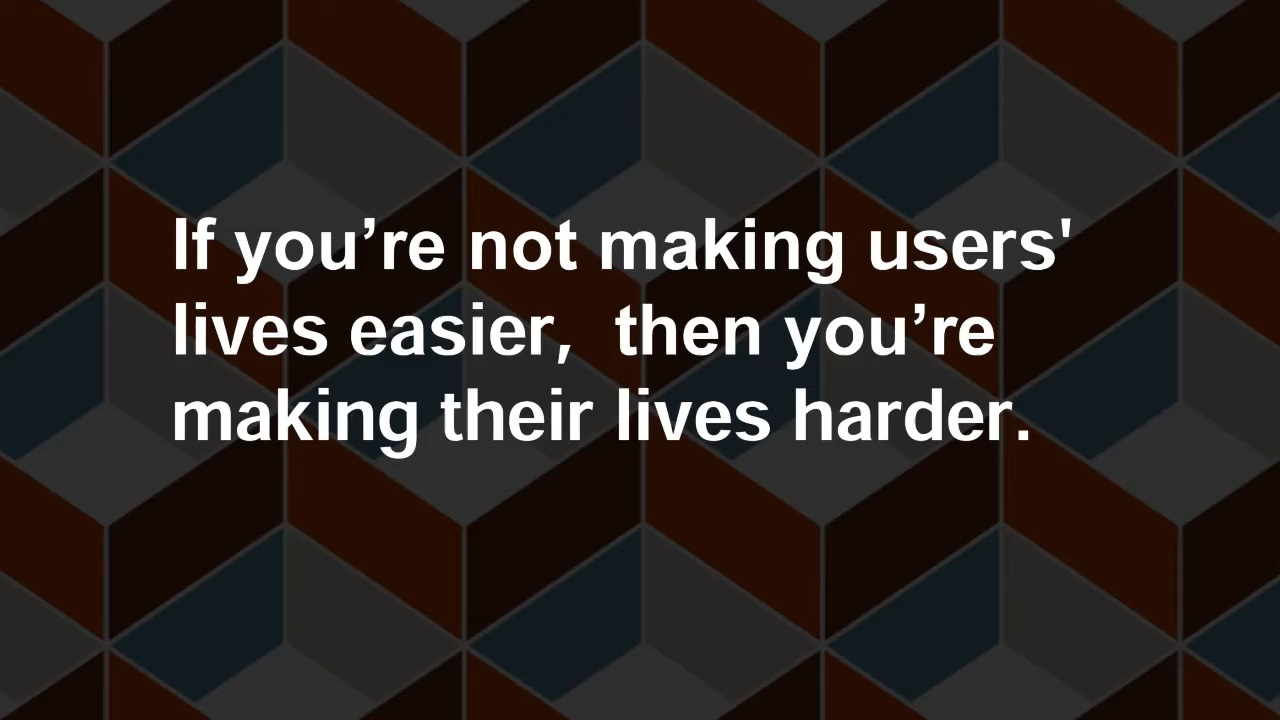 If you’re not making users'
lives easier,  then you’re
making their lives harder.